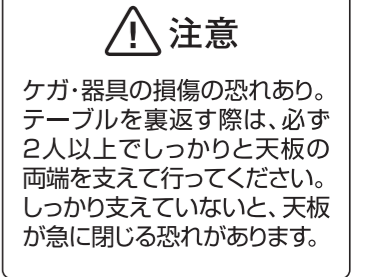 注意
ケガ・器具の損傷の恐れあり。
テーブルを裏返す際は、必ず
2人以上でしっかりと天板の
両端を支えて行ってください。
しっかり支えていないと、天板
が急に閉じる恐れがあります。